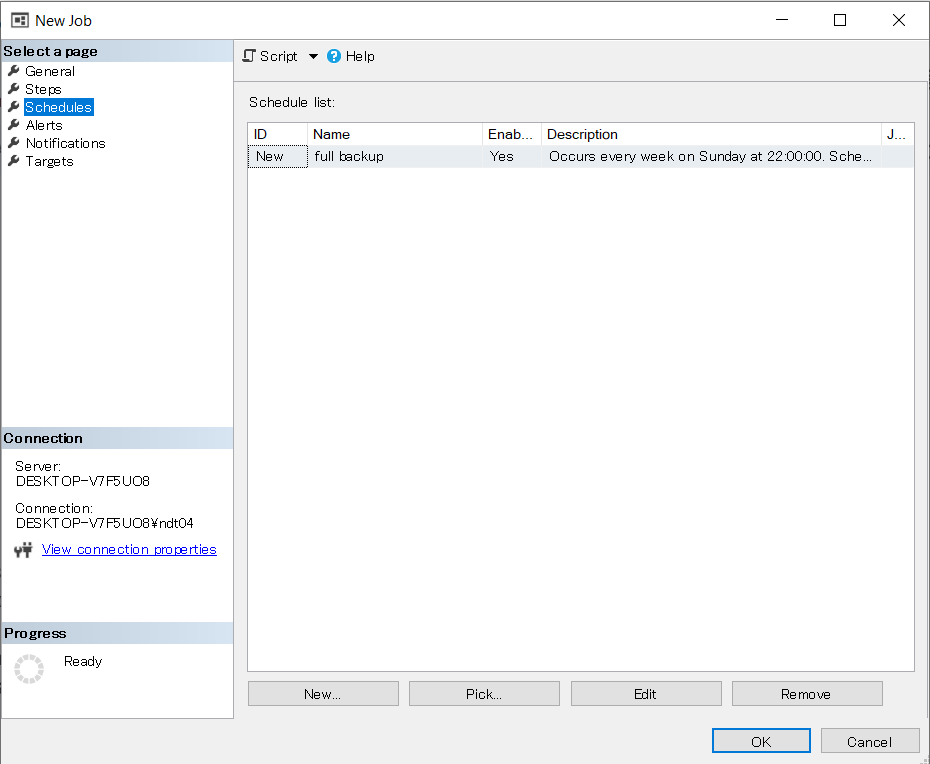 New Job
Select a page
General
Steps
Schedules
Alerts
Notifications
Targets
Script
Help
Schedule list:
ID Name Enab... Description J...
New full backup Yes Occurs every week on Sunday at 22:00:00. Sche...
Connection
Server:
DESKTOP-V7F5UO8
Connection:
DESKTOP-V7F5UO8¥ndt04
View connection properties
Progress
Ready
New... Pick... Edit Remove
OK Cancel